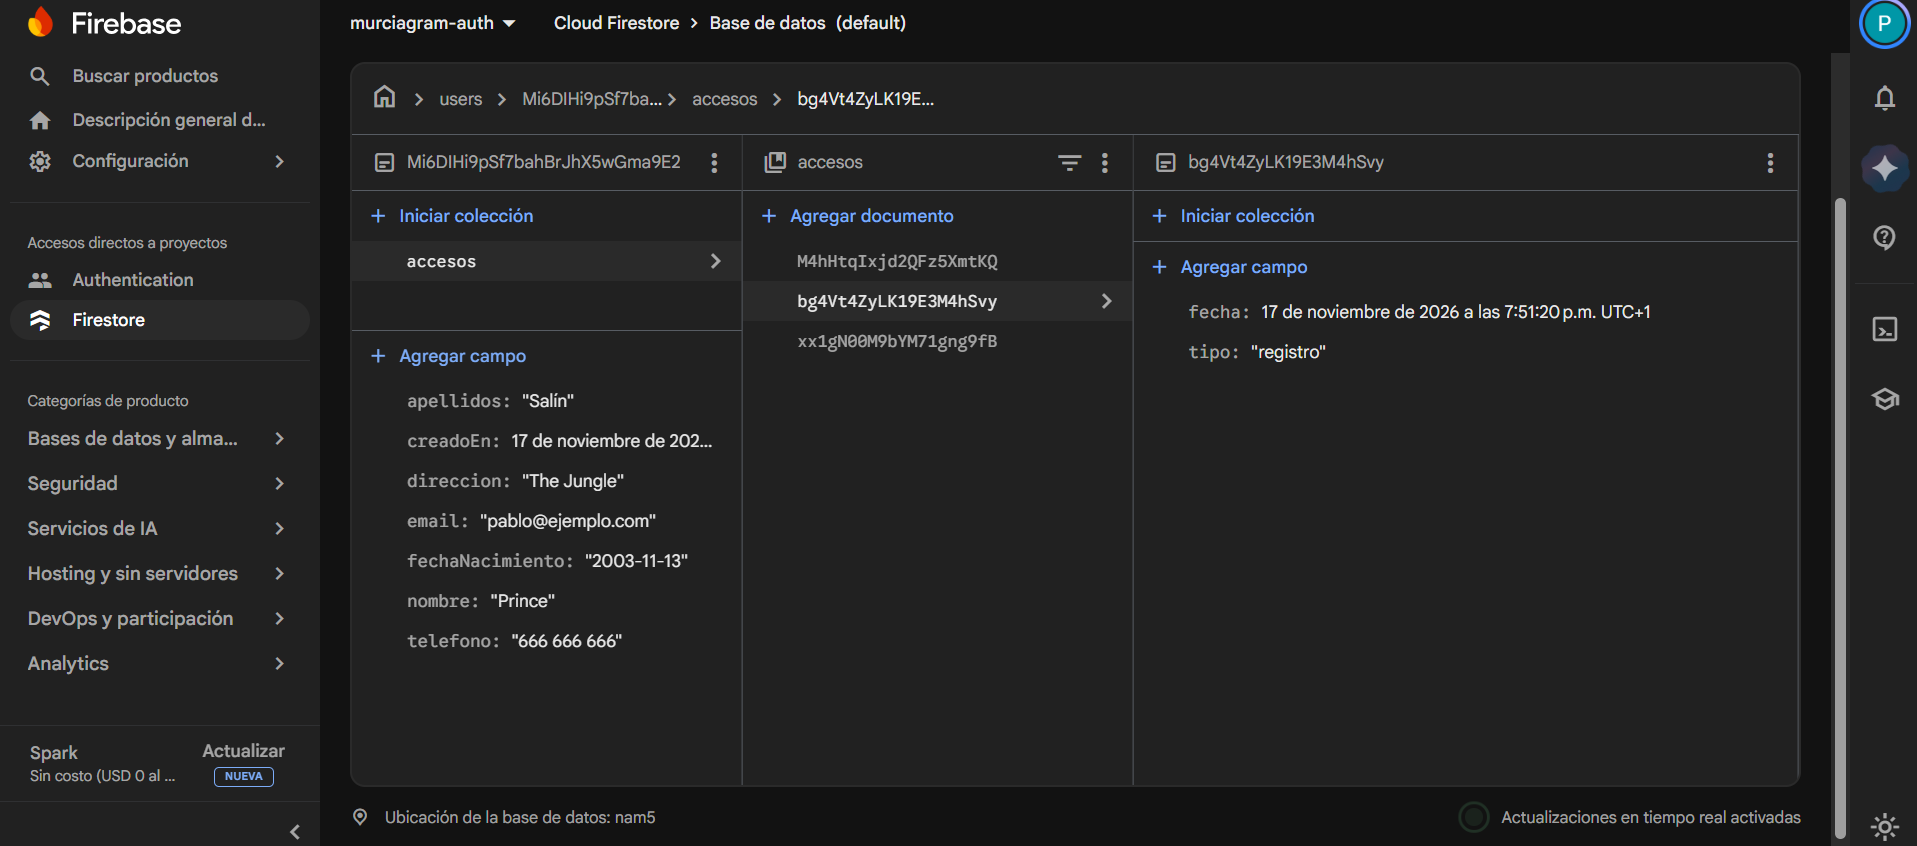 Firebase
Buscar productos
Descripción general d...
Configuración
Accesos directos a proyectos
Authentication
Firestore
Categorías de producto
Bases de datos y alma...
Seguridad
Servicios de IA
Hosting y sin servidores
DevOps y participación
Analytics
Spark
Sin costo (USD 0 al ...
Actualizar
NUEVA
murciagram-auth
Cloud Firestore > Base de datos (default)
P
users > Mi6DIHi9pSf7ba... > accesos > bg4Vt4ZyLK19E...
Mi6DIHi9pSf7bahBrJhX5wGma9E2
+ Iniciar colección
accesos
+ Agregar campo
apellidos: "Salín"
creadoEn: 17 de noviembre de 202...
direccion: "The Jungle"
email: "pablo@ejemplo.com"
fechaNacimiento: "2003-11-13"
nombre: "Prince"
telefono: "666 666 666"
accesos
+ Agregar documento
M4hHtqIxjd2QFz5XmtKQ
bg4Vt4ZyLK19E3M4hSvy
xx1gN00M9bYM71gng9fB
bg4Vt4ZyLK19E3M4hSvy
+ Iniciar colección
+ Agregar campo
fecha: 17 de noviembre de 2026 a las 7:51:20 p.m. UTC+1
tipo: "registro"
Ubicación de la base de datos: nam5
Actualizaciones en tiempo real activadas